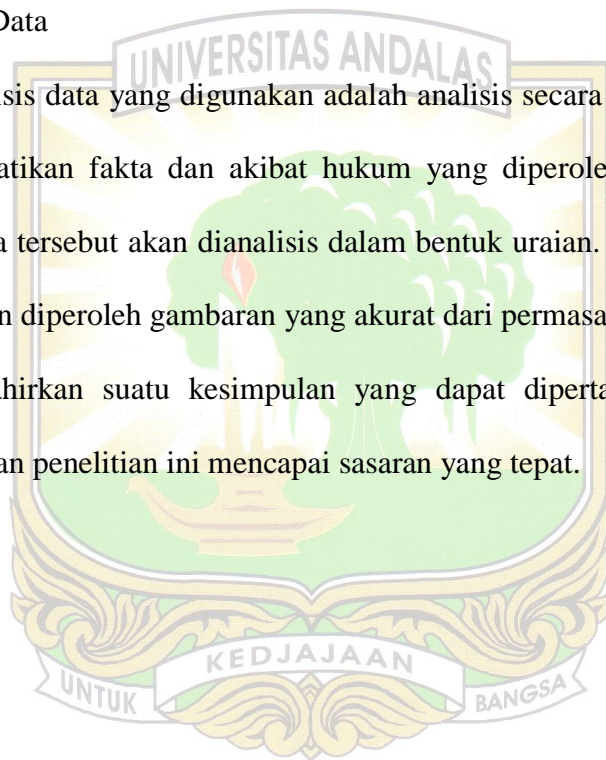 Data
UNIVERSITAS ANDALAS
isis data yang digunakan adalah analisis secara
atikan fakta dan akibat hukum yang diperole
a tersebut akan dianalisis dalam bentuk uraian.
n diperoleh gambaran yang akurat dari permasa
ahirkan suatu kesimpulan yang dapat diperta
an penelitian ini mencapai sasaran yang tepat.
KEDJAJAAN
UNTUK BANGSA